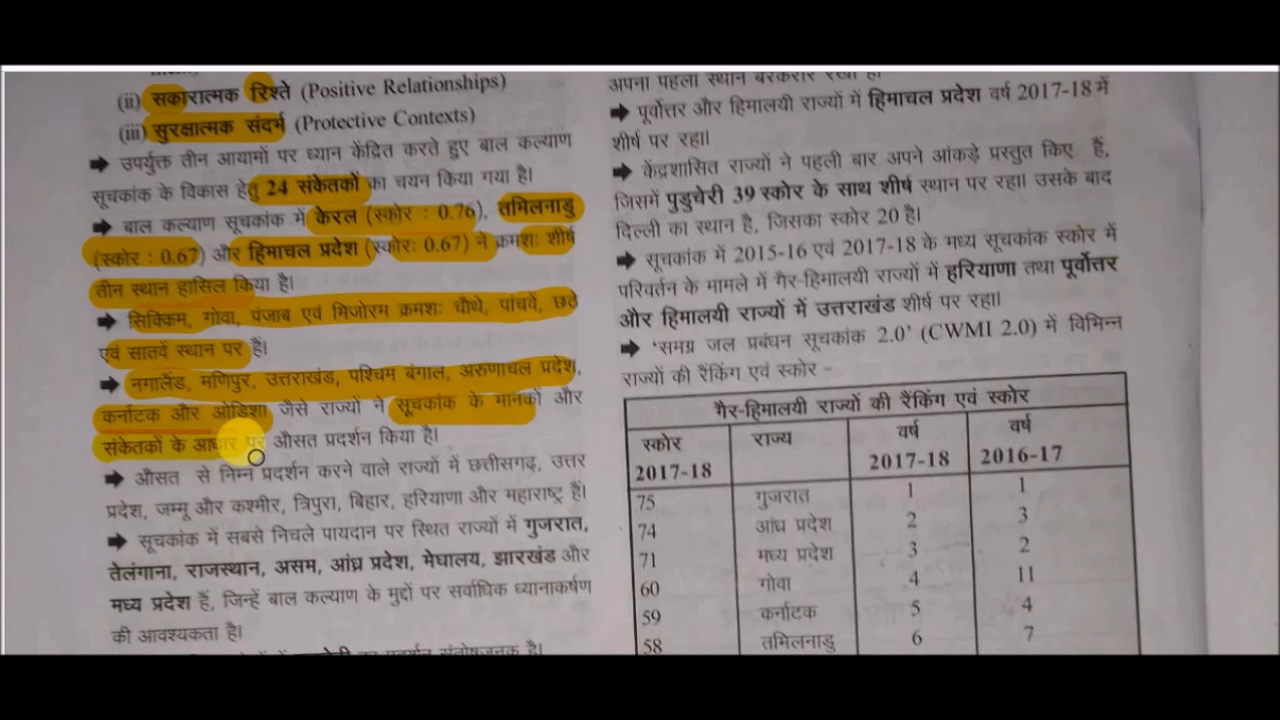 (ii) सकारात्मक रिश्ते (Positive Relationships)
(iii) सुरक्षात्मक संदर्भ (Protective Contexts)
➡ उपर्युक्त तीन आयामों पर ध्यान केंद्रित करते हुए बाल कल्याण
सूचकांक के विकास हेतु 24 संकेतकों का चयन किया गया है।
➡ बाल कल्याण सूचकांक में केरल (स्कोर : 0.76), तमिलनाडु
(स्कोर : 0.67) और हिमाचल प्रदेश (स्कोर: 0.67) ने क्रमशः शीर्ष
तीन स्थान हासिल किया है।
➡ सिक्किम, गोवा, पंजाब एवं मिजोरम क्रमशः चौथे, पांचवें, छठे
एवं सातवें स्थान पर हैं।
➡ नगालैंड, मणिपुर, उत्तराखंड, पश्चिम बंगाल, अरुणाचल प्रदेश,
कर्नाटक और ओडिशा जैसे राज्यों ने सूचकांक के मानकों और
संकेतकों के आधार पर औसत प्रदर्शन किया है।
➡ औसत से निम्न प्रदर्शन करने वाले राज्यों में छत्तीसगढ़, उत्तर
प्रदेश, जम्मू और कश्मीर, त्रिपुरा, बिहार, हरियाणा और महाराष्ट्र हैं।
➡ सूचकांक में सबसे निचले पायदान पर स्थित राज्यों में गुजरात,
तेलंगाना, राजस्थान, असम, आंध्र प्रदेश, मेघालय, झारखंड और
मध्य प्रदेश हैं, जिन्हें बाल कल्याण के मुद्दों पर सर्वाधिक ध्यानाकर्षण
की आवश्यकता है।
का प्रदर्शन संतोषजनक है।
अपना पहला स्थान बरकरार रखा है।
➡ पूर्वोत्तर और हिमालयी राज्यों में हिमाचल प्रदेश वर्ष 2017-18 में
शीर्ष पर रहा।
➡ केंद्रशासित राज्यों ने पहली बार अपने आंकड़े प्रस्तुत किए हैं,
जिसमें पुडुचेरी 39 स्कोर के साथ शीर्ष स्थान पर रहा। उसके बाद
दिल्ली का स्थान है, जिसका स्कोर 20 है।
➡ सूचकांक में 2015-16 एवं 2017-18 के मध्य सूचकांक स्कोर में
परिवर्तन के मामले में गैर-हिमालयी राज्यों में हरियाणा तथा पूर्वोत्तर
और हिमालयी राज्यों में उत्तराखंड शीर्ष पर रहा।
➡ ‘समग्र जल प्रबंधन सूचकांक 2.0’ (CWMI 2.0) में विभिन्न
राज्यों की रैंकिंग एवं स्कोर -
गैर-हिमालयी राज्यों की रैंकिंग एवं स्कोर
स्कोर राज्य वर्ष वर्ष
2017-18 2017-18 2016-17
75 गुजरात 1 1
74 आंध्र प्रदेश 2 3
71 मध्य प्रदेश 3 2
60 गोवा 4 11
59 कर्नाटक 5 4
58 तमिलनाडु 6 7